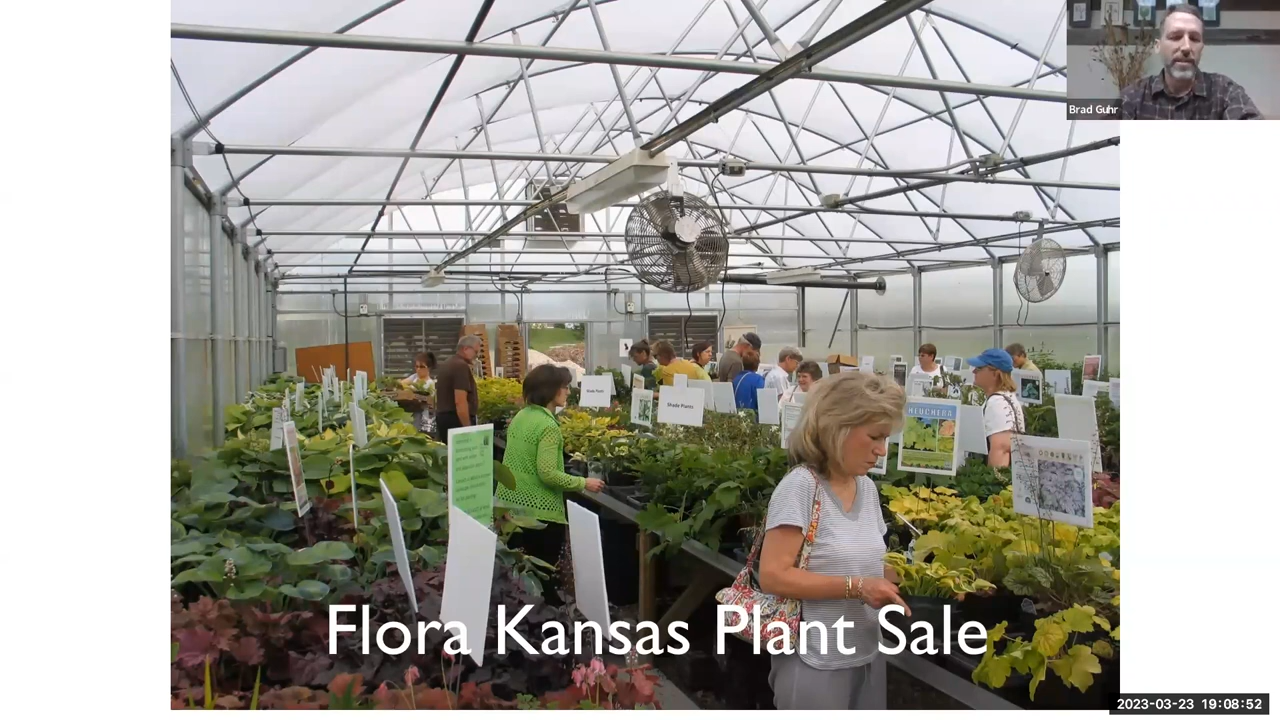 Brad Guhr
Shade Plants
Shade Plants
HEUCHERA
Flora Kansas Plant Sale
2023-03-23 19:08:52